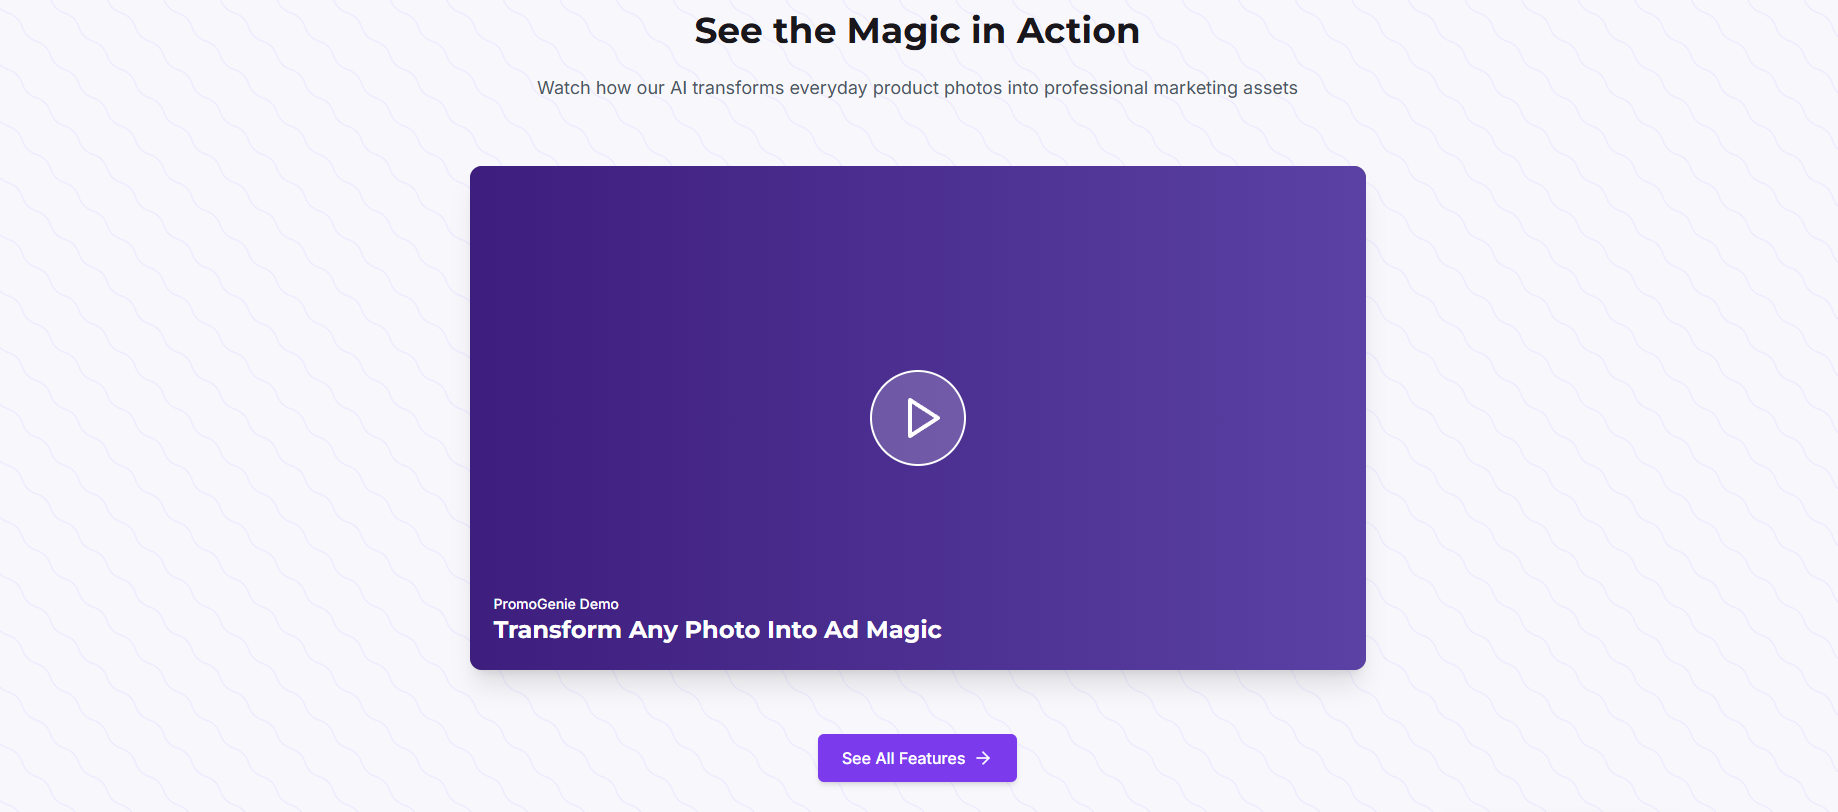 See the Magic in Action
Watch how our AI transforms everyday product photos into professional marketing assets
PromoGenie Demo
Transform Any Photo Into Ad Magic
See All Features